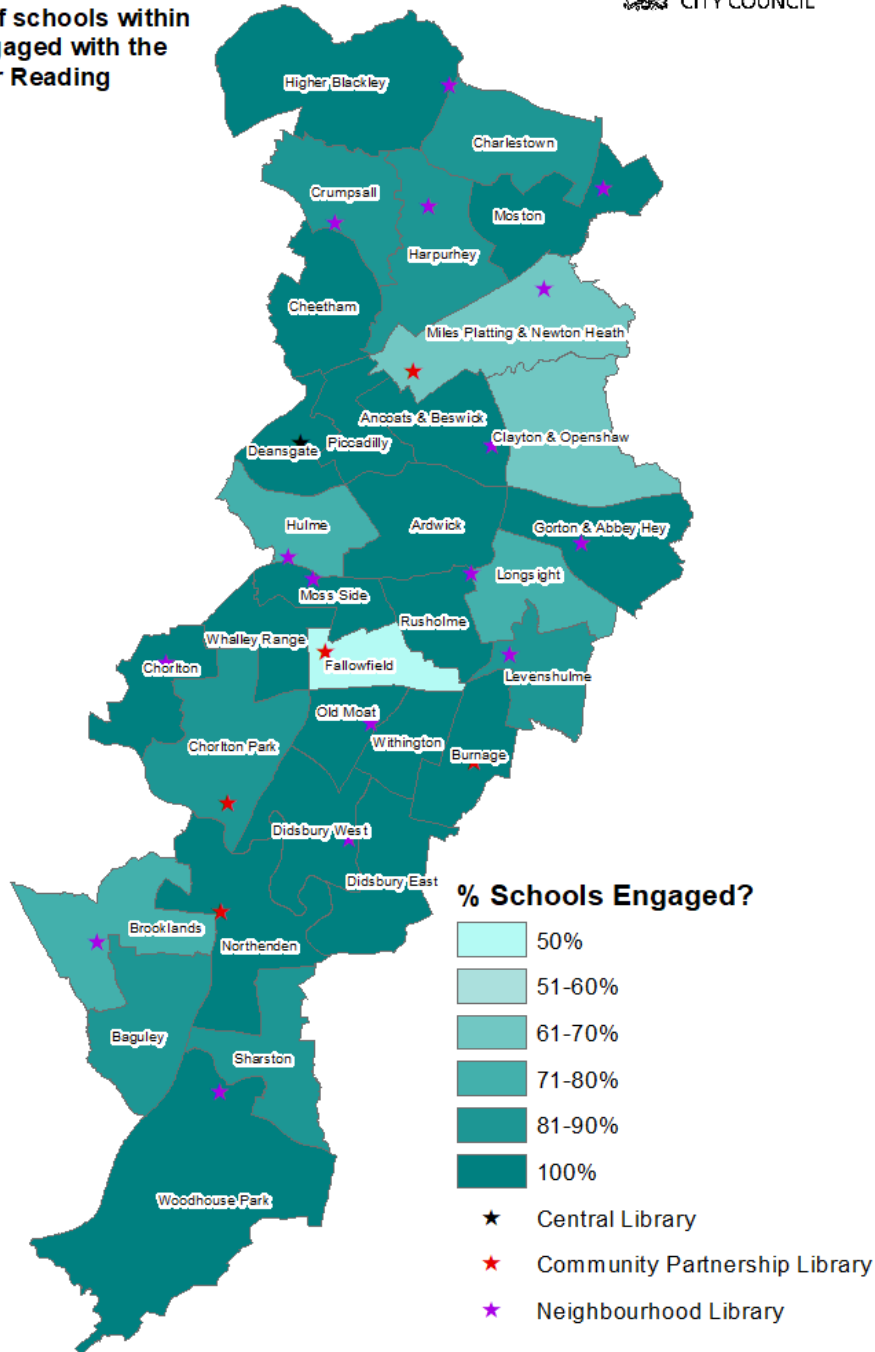 CITY COUNCIL
f schools within
gaged with the
r Reading
Higher Blackley
Charlestown
Crumpsall
Moston
Harpurhey
Cheetham
Miles Platting & Newton Heath
Ancoats & Beswick
Clayton & Openshaw
Piccadilly
Deansgate
Hulme
Ardwick
Gorton & Abbey Hey
Longsight
Moss Side
Rusholme
Whalley Range
Fallowfield
Chorlton
Levenshulme
Old Moat
Withington
Chorlton Park
Burnage
Didsbury West
Didsbury East
Brooklands
Northenden
Baguley
Sharston
Woodhouse Park
% Schools Engaged?
50%
51-60%
61-70%
71-80%
81-90%
100%
Central Library
Community Partnership Library
Neighbourhood Library